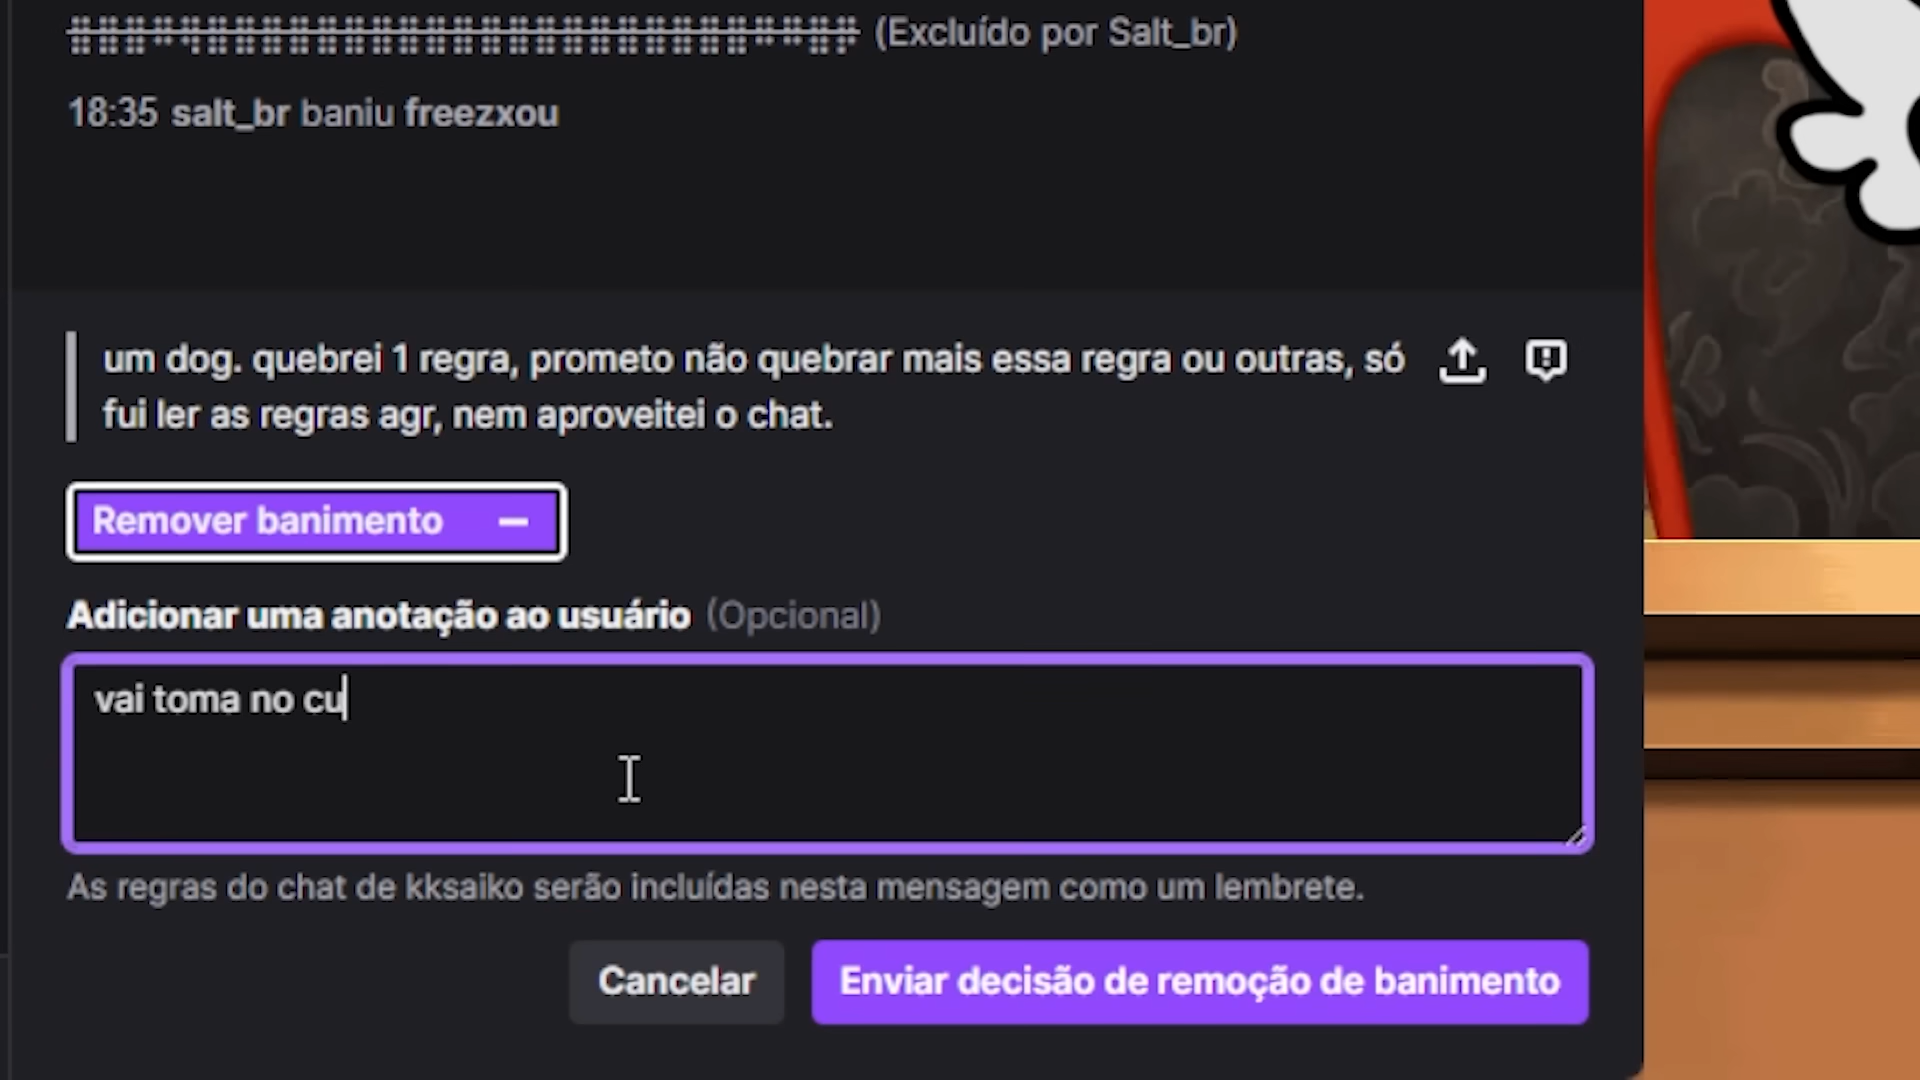 (Excluído por Salt_br)
18:35 salt_br baniu freezxou
um dog. quebrei 1 regra, prometo não quebrar mais essa regra ou outras, só
fui ler as regras agr, nem aproveitei o chat.
Remover banimento
Adicionar uma anotação ao usuário (Opcional)
vai toma no cu
As regras do chat de kksaiko serão incluídas nesta mensagem como um lembrete.
Cancelar
Enviar decisão de remoção de banimento